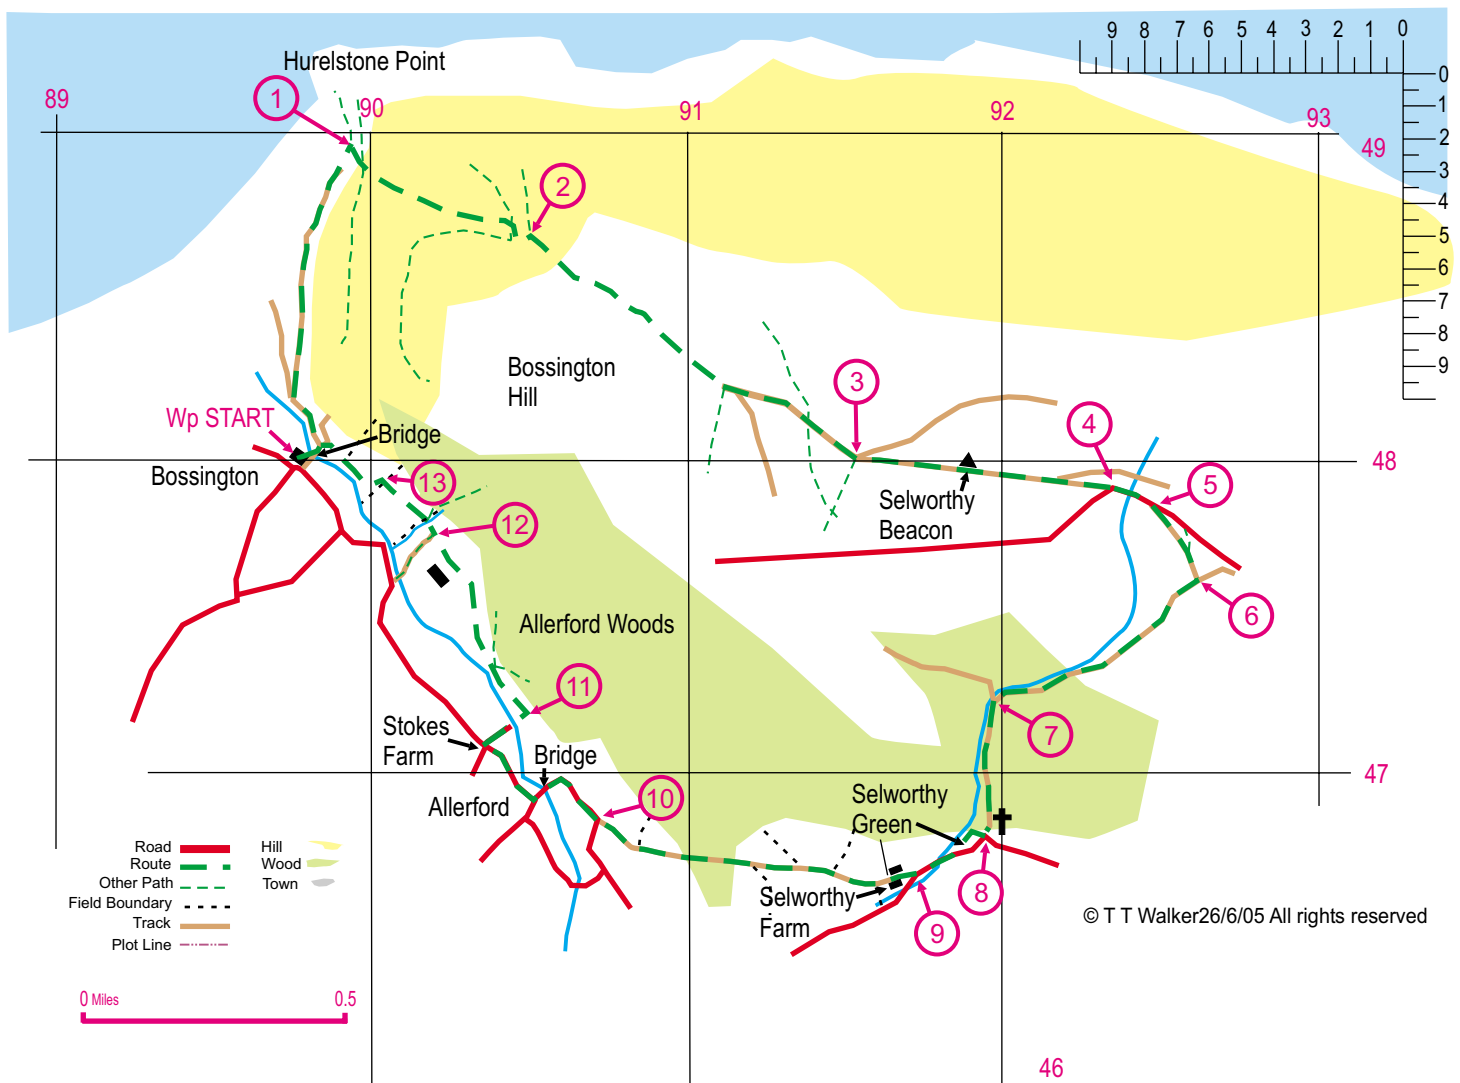 9 8 7 6 5 4 3 2 1 0
Hurelstone Point
0
1
2
3
4
5
6
7
8
9
89
90
91
92
93
49
1
2
Bossington
Hill
3
Wp START
Bridge
4
48
Bossington
13
5
Selworthy
Beacon
12
6
Allerford Woods
11
7
Stokes
Farm
Bridge
47
Allerford
10
Selworthy
Green
Selworthy
Farm
8
9
© T T Walker26/6/05 All rights reserved
Road
Route
Other Path
Field Boundary
Track
Plot Line
Hill
Wood
Town
0 Miles 0.5
46